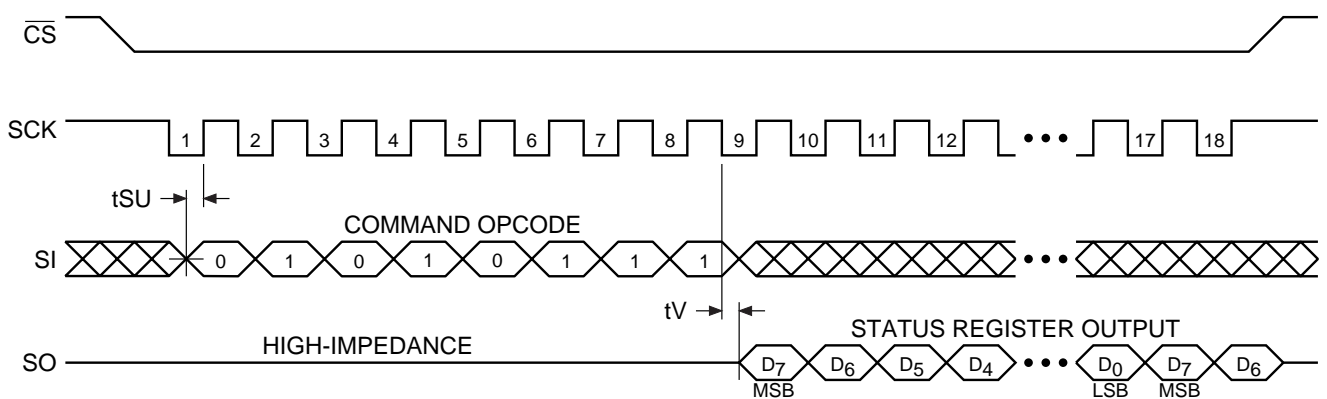 CS
SCK 1 2 3 4 5 6 7 8 9 10 11 12 17 18
tSU
COMMAND OPCODE
SI 0 1 0 1 0 1 1 1
tV
HIGH-IMPEDANCE STATUS REGISTER OUTPUT
SO D7 D6 D5 D4 D0 D7 D6
MSB LSB MSB